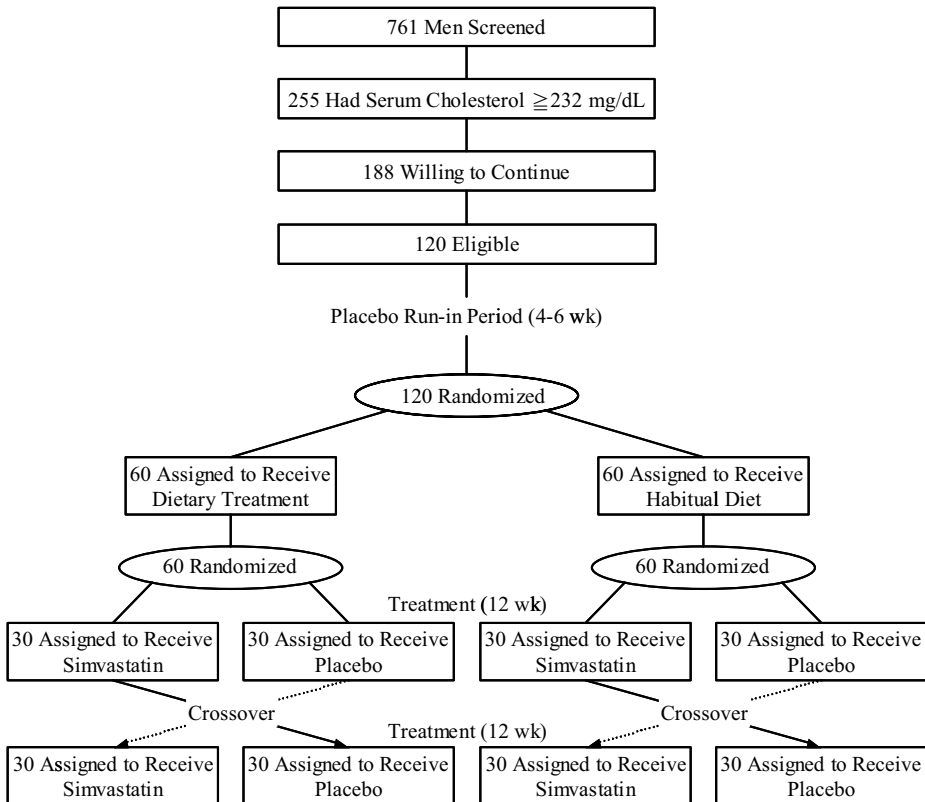 761 Men Screened
255 Had Serum Cholesterol ≧232 mg/dL
188 Willing to Continue
120 Eligible
Placebo Run-in Period (4-6 wk)
120 Randomized
60 Assigned to Receive
Dietary Treatment
60 Assigned to Receive
Habitual Diet
60 Randomized
60 Randomized
Treatment (12 wk)
30 Assigned to Receive
Simvastatin
30 Assigned to Receive
Placebo
30 Assigned to Receive
Simvastatin
30 Assigned to Receive
Placebo
Crossover
Crossover
Treatment (12 wk)
30 Assigned to Receive
Simvastatin
30 Assigned to Receive
Placebo
30 Assigned to Receive
Simvastatin
30 Assigned to Receive
Placebo